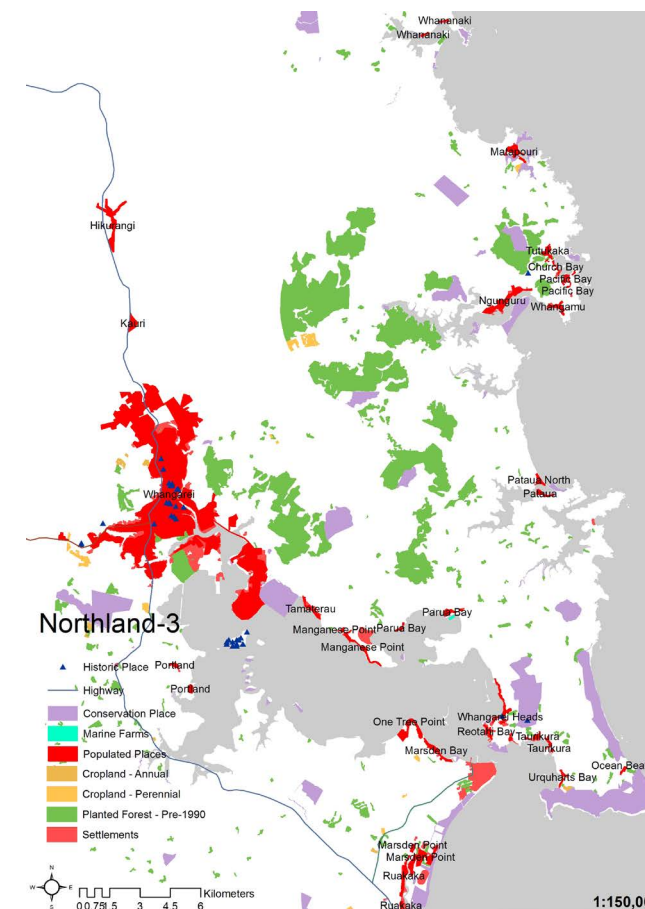 Whananaki
Whananaki
Matapouri
Hikurangi
Tutukaka
Church Bay
Pacific Bay
Pacific Bay
Ngunguru
Whangamu
Kauri
Whangarei
Pataua North
Pataua
Tamaterau
Parua Bay
Northland-3
Manganese Point
Parua Bay
Manganese Point
Historic Place
Portland
Highway
Portland
Conservation Place
One Tree Point
Whangarei Heads
Marine Farms
Reotahi Bay
Taurikura
Populated Places
Marsden Bay
Taurikura
Cropland - Annual
Ocean Bea
Urquharts Bay
Cropland - Perennial
Planted Forest - Pre-1990
Settlements
Marsden Point
Marsden Point
Ruakaka
N
W E
S
Kilometers
0 0.75 1.5 3 4.5 6
Ruakaka
1:150,00